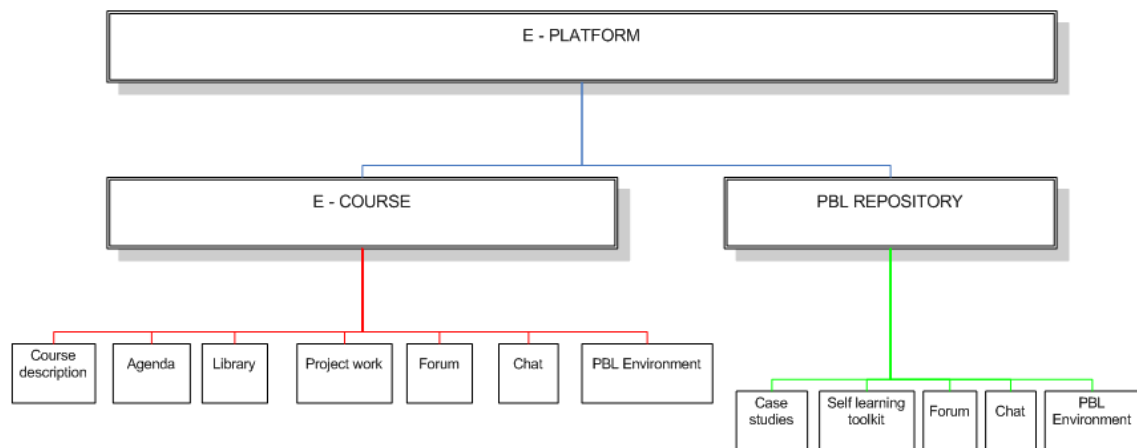 E - PLATFORM
E - COURSE
PBL REPOSITORY
Course
description
Agenda
Library
Project work
Forum
Chat
PBL Environment
Case
studies
Self learning
toolkit
Forum
Chat
PBL
Environment